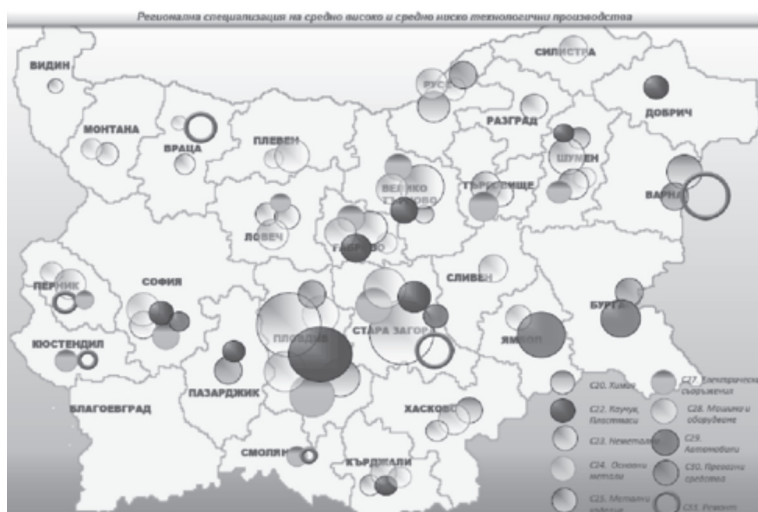 Регионална специализация на средно високо и средно ниско технологични производства
СИЛИСТРА
ВИДИН
РУСЕ
ДОБРИЧ
РАЗГРАД
МОНТАНА
ПЛЕВЕН
ВРАЦА
ШУМЕН
ВЕЛИКО
ТЪРНОВО
ТЪРГОВИЩЕ
ВАРНА
ЛОВЕЧ
ГАБРОВО
СОФИЯ
СЛИВЕН
ПЕРНИК
БУРГАС
СТАРА ЗАГОРА
ПЛОВДИВ
ЯМБОЛ
КЮСТЕНДИЛ
ПАЗАРДЖИК
БЛАГОЕВГРАД
ХАСКОВО
СМОЛЯН
КЪРДЖАЛИ
C20. Химия
C22. Каучук,
Пластмаси
C23. Неметални
C24. Основни
метали
C25. Метални
изделия
C27. Електрически
съоръжения
C28. Машини и
оборудване
C29.
Автомобили
C30. Превозни
средства
C33. Ремонт